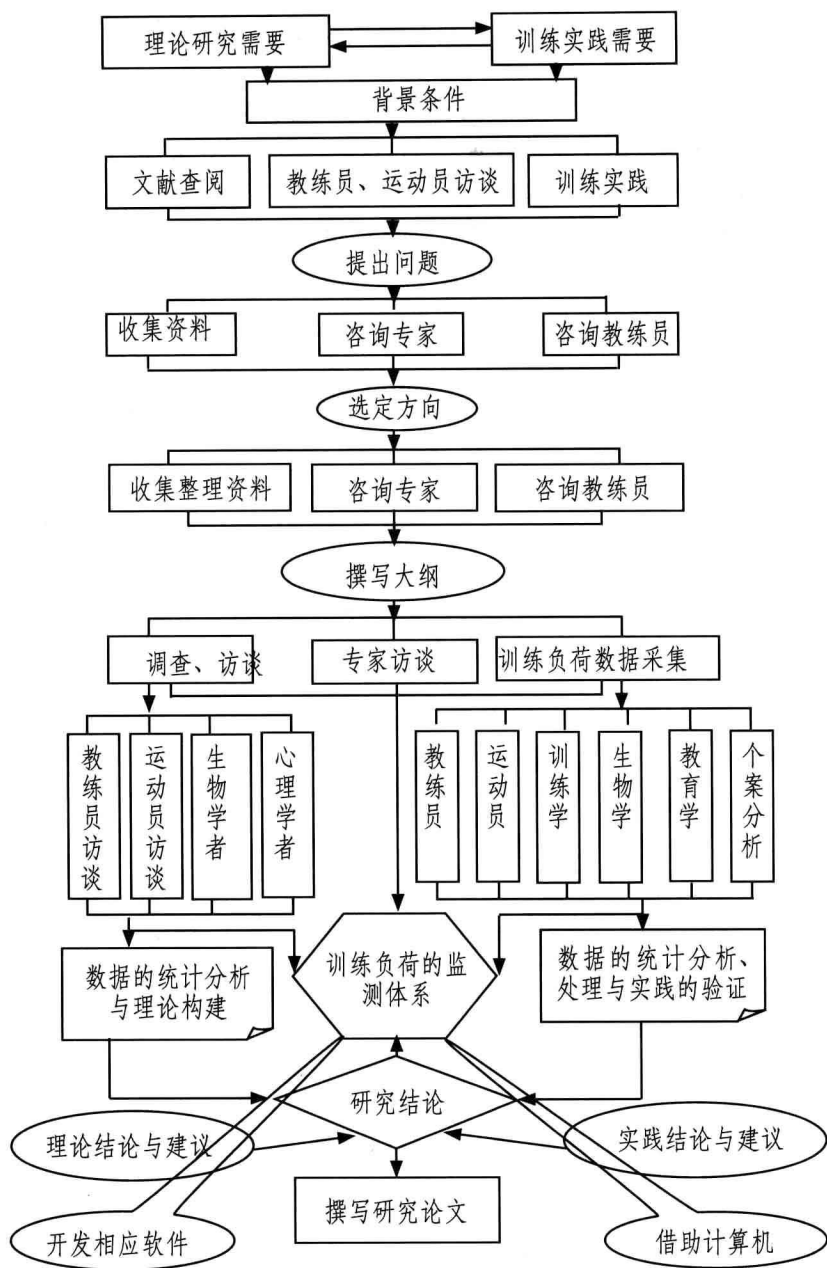 理论研究需要
训练实践需要
背景条件
文献查阅
教练员、运动员访谈
训练实践
提出问题
收集资料
咨询专家
咨询教练员
选定方向
收集整理资料
咨询专家
咨询教练员
撰写大纲
调查、访谈
专家访谈
训练负荷数据采集
教练员访谈
运动员访谈
生物学者
心理学者
教练员
运动员
训练学
生物学
教育学
个案分析
训练负荷的监
测体系
数据的统计分析
与理论构建
数据的统计分析、
处理与实践的验证
研究结论
理论结论与建议
实践结论与建议
撰写研究论文
开发相应软件
借助计算机